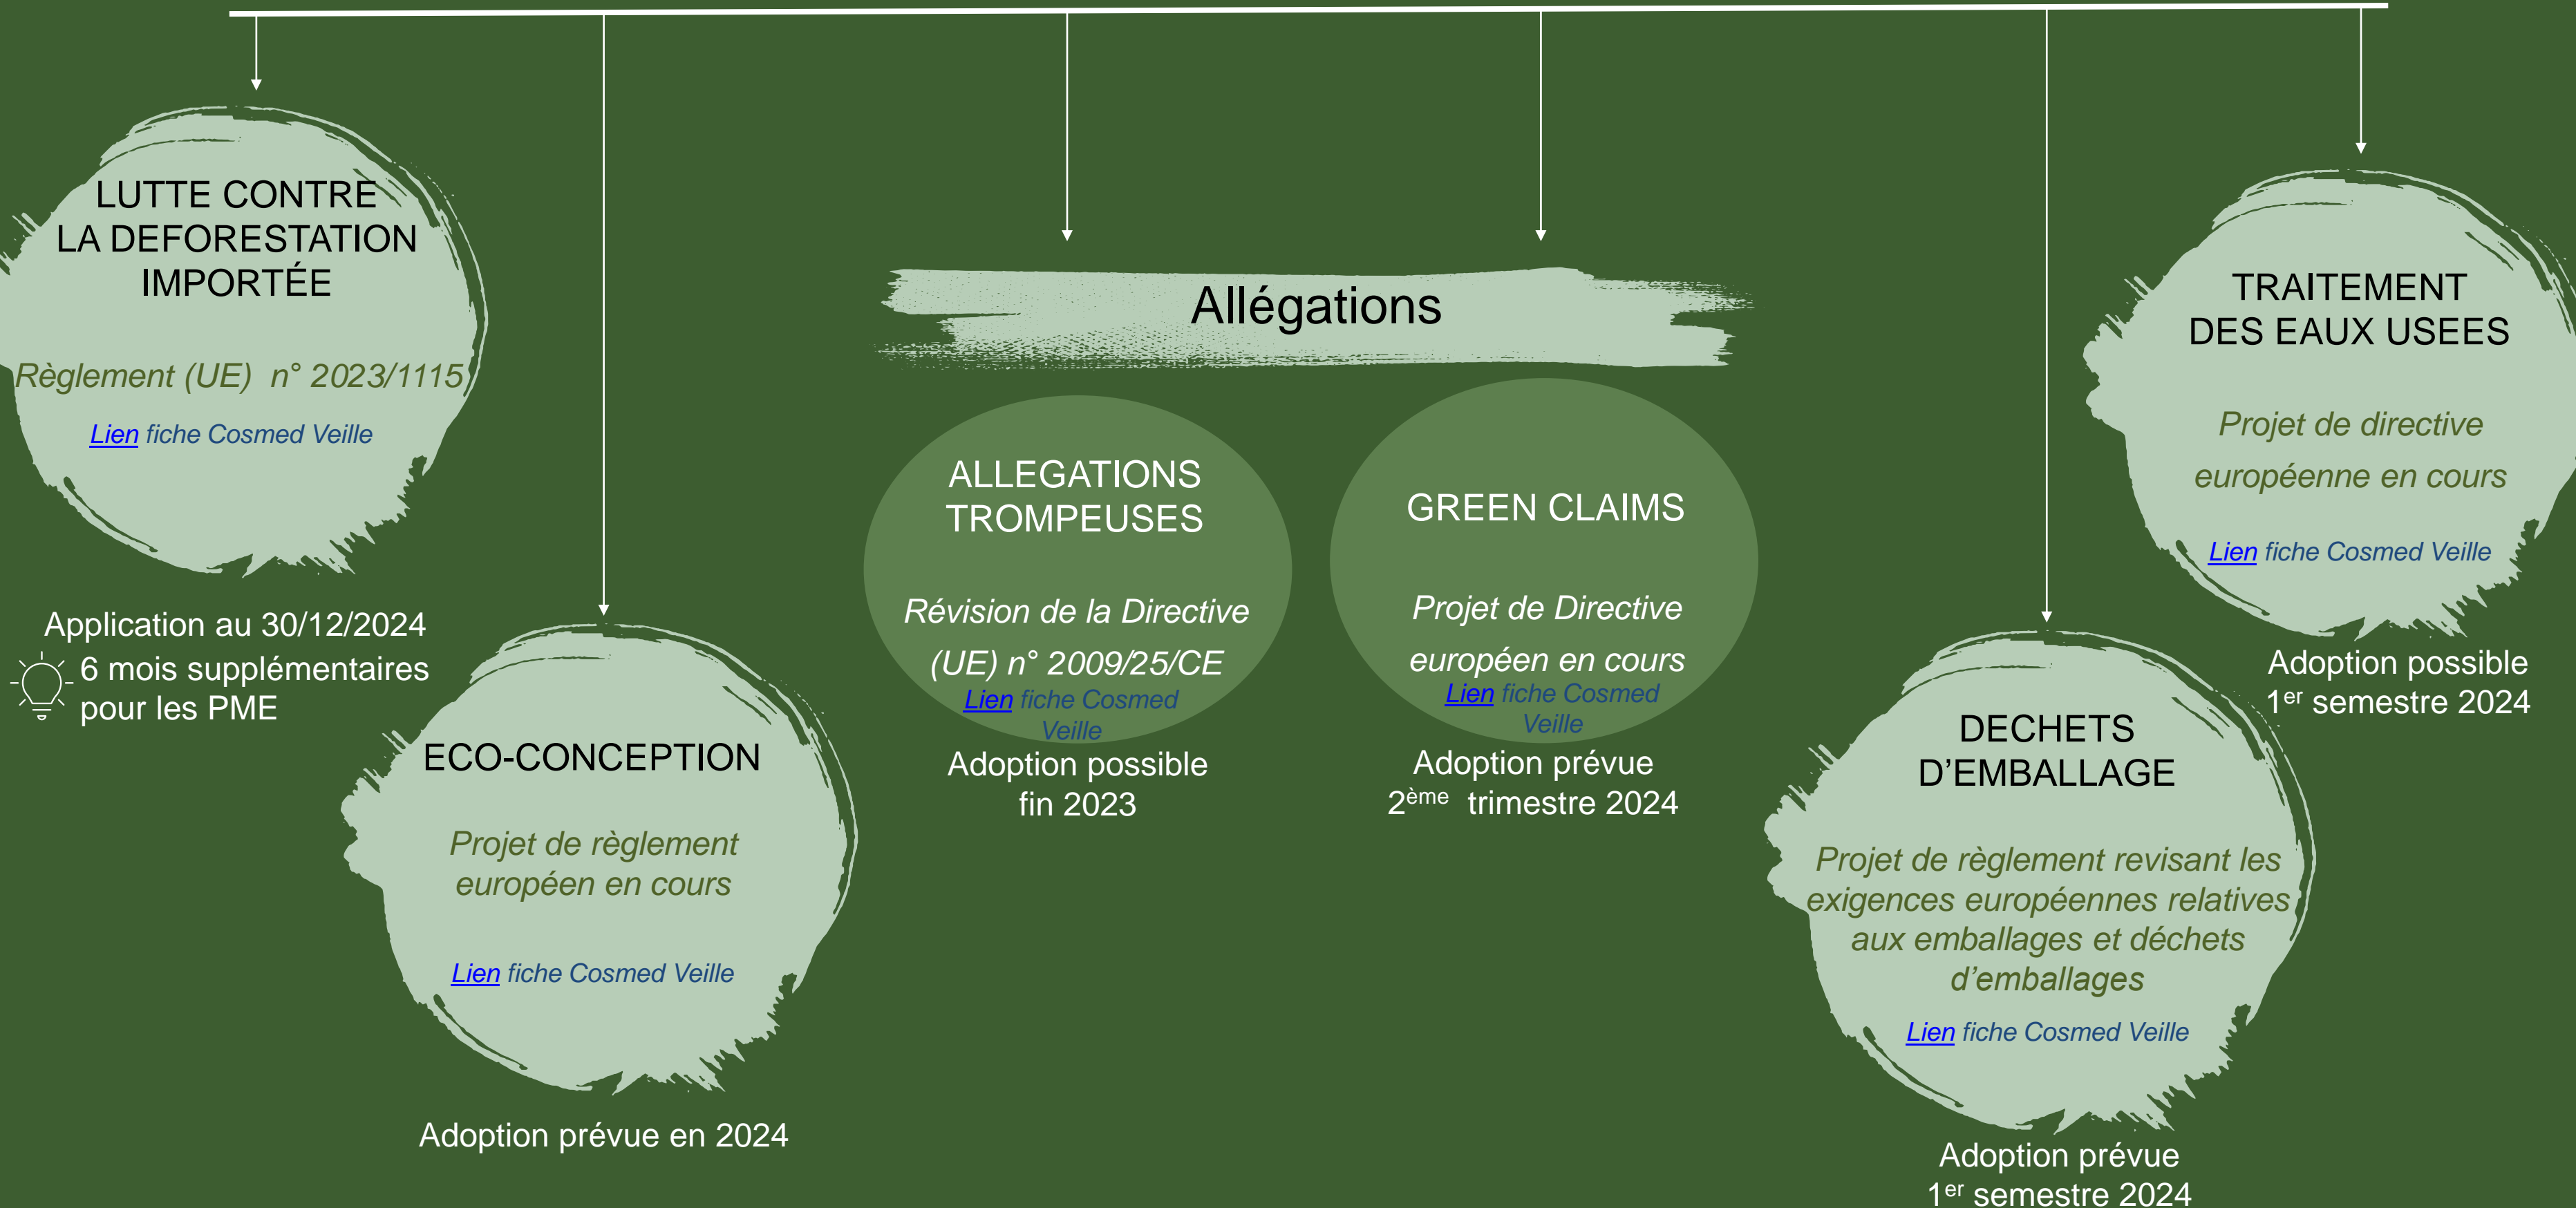 LUTTE CONTRE
LA DEFORESTATION
IMPORTÉE
Règlement (UE)  n° 2023/1115
Lien fiche Cosmed Veille
Application au 30/12/2024
6 mois supplémentaires
pour les PME
ECO-CONCEPTION
Projet de règlement
européen en cours
Lien fiche Cosmed Veille
Adoption prévue en 2024
Allégations
ALLEGATIONS
TROMPEUSES
Révision de la Directive
(UE) n° 2009/25/CE
Lien fiche Cosmed
Veille
Adoption possible
fin 2023
GREEN CLAIMS
Projet de Directive
européen en cours
Lien fiche Cosmed
Veille
Adoption prévue
2ème  trimestre 2024
DECHETS
D’EMBALLAGE
Projet de règlement revisant les
exigences européennes relatives
aux emballages et déchets
d’emballages
Lien fiche Cosmed Veille
Adoption prévue
1er semestre 2024
TRAITEMENT
DES EAUX USEES
Projet de directive
européenne en cours
Lien fiche Cosmed Veille
Adoption possible
1er semestre 2024